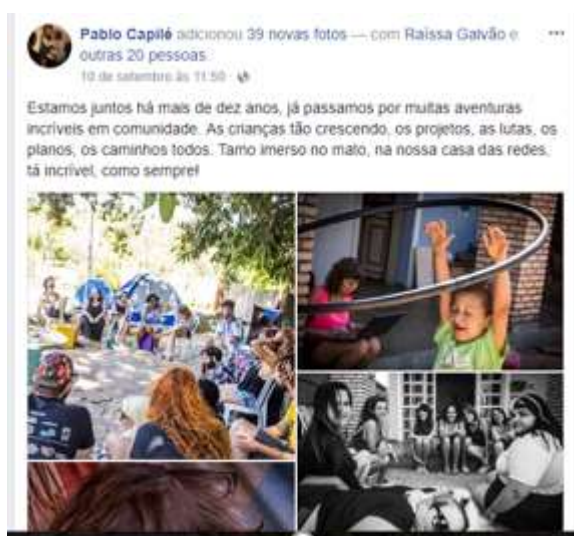 Pablo Capilé adicionou 39 novas fotos — com Raíssa Galvão e
outras 20 pessoas.
10 de setembro às 11:59 ·
Estamos juntos há mais de dez anos, já passamos por muitas aventuras
incríveis em comunidade. As crianças tão crescendo, os projetos, as lutas, os
planos, os caminhos todos. Tamo imerso no mato, na nossa casa das redes,
tá incrível, como sempre!